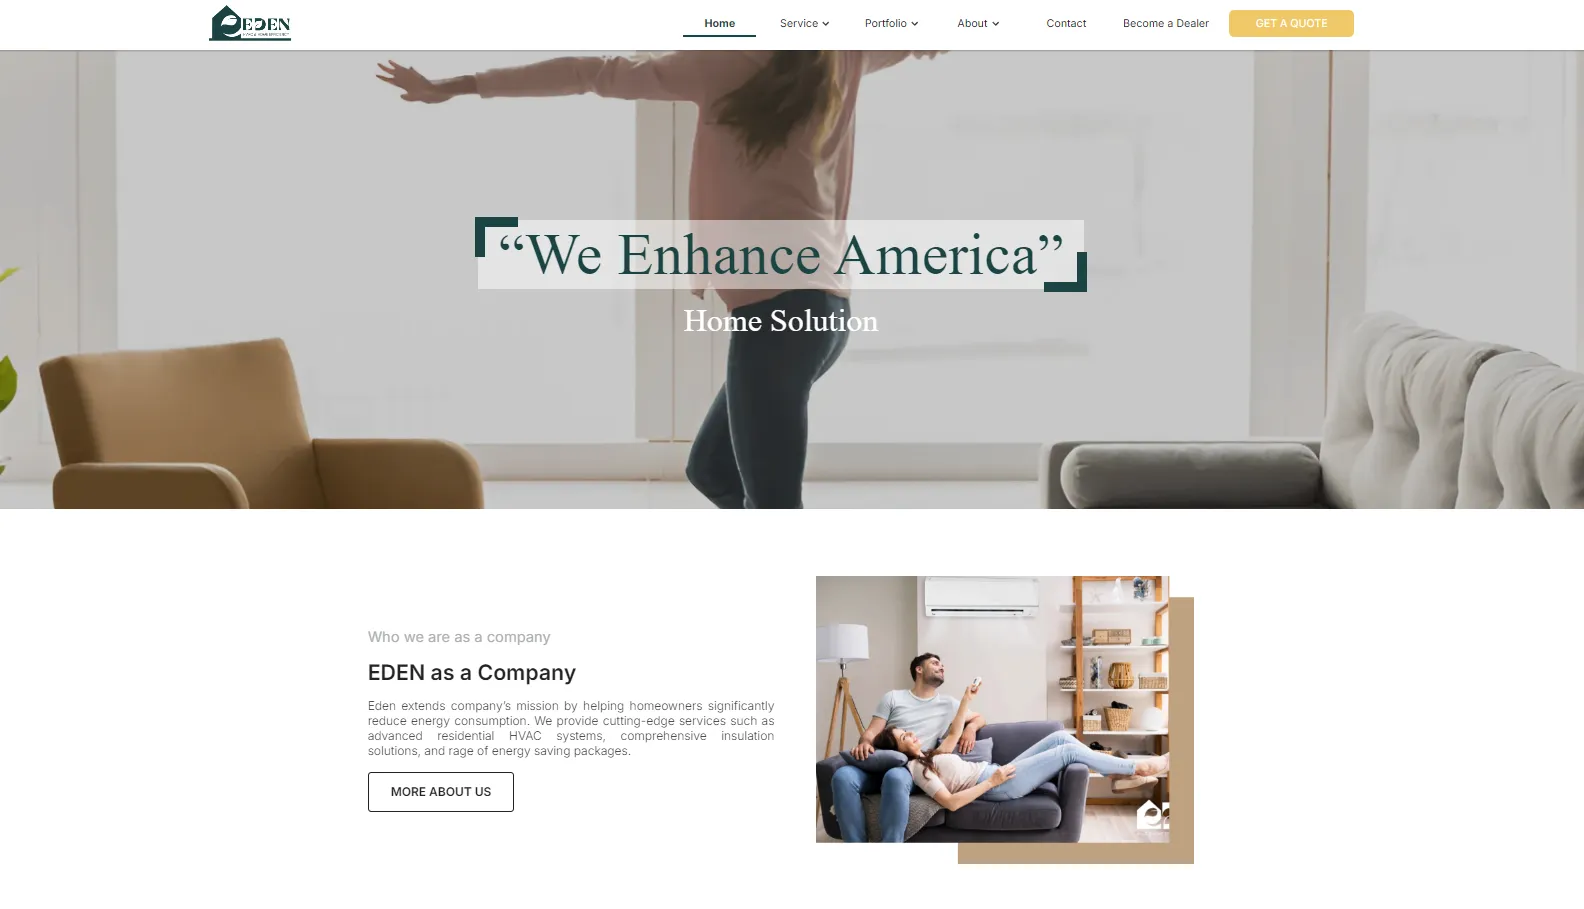 EDEN
Home
Service
Portfolio
About
Contact
Become a Dealer
GET A QUOTE
“We Enhance America”
Home Solution
Who we are as a company
EDEN as a Company
Eden extends company’s mission by helping homeowners significantly
reduce energy consumption. We provide cutting-edge services such as
advanced residential HVAC systems, comprehensive insulation
solutions, and rage of energy saving packages.
MORE ABOUT US